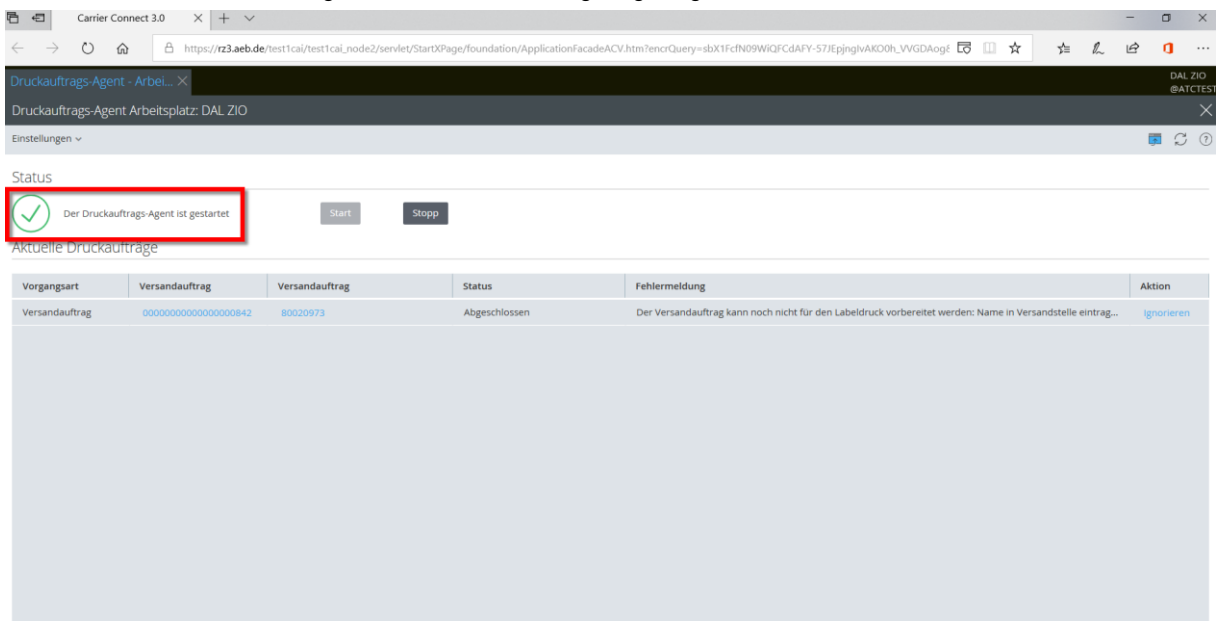 Carrier Connect 3.0
https://rz3.aeb.de/test1cai/test1cai_node2/servlet/StartXPage/foundation/ApplicationFacadeACV.htm?encrQuery=
Druckauftrags-Agent - Arbei...
DAL ZIO
@ATCTEST
Druckauftrags-Agent Arbeitsplatz: DAL ZIO
Einstellungen
Status
Der Druckauftrags-Agent ist gestartet
Start
Stopp
Aktuelle Druckaufträge
Vorgangsart Versandauftrag Versandauftrag Status Fehlermeldung Aktion
Versandauftrag 00000000000000000842 80020973 Abgeschlossen Der Versandauftrag kann noch nicht für den Labeldruck vorbereitet werden: Name in Versandstelle eintrag... Ignorieren